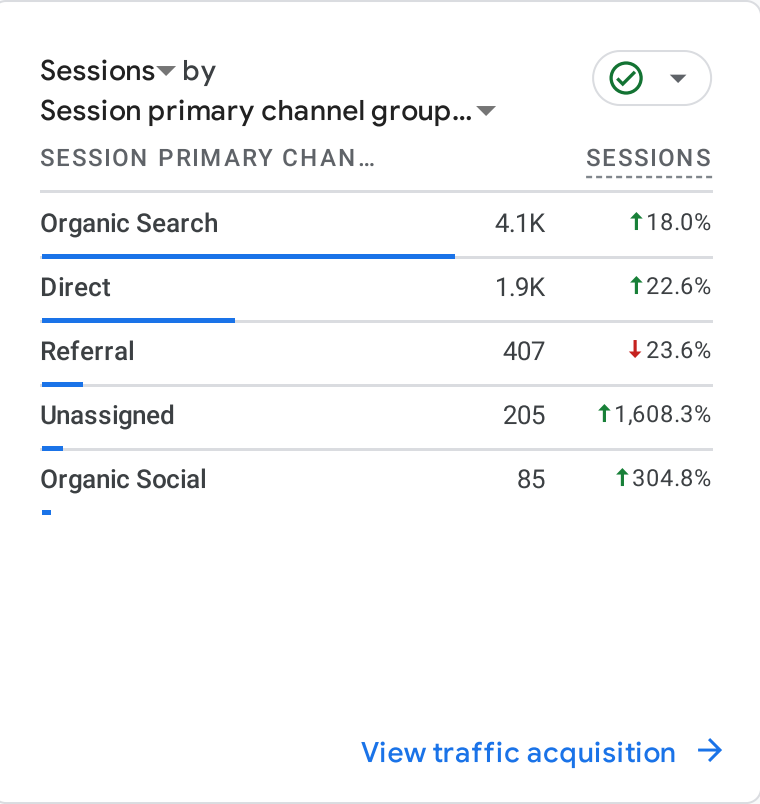 Sessions by
Session primary channel group...
SESSION PRIMARY CHAN... SESSIONS
Organic Search 4.1K ↑18.0%
Direct 1.9K ↑22.6%
Referral 407 ↓23.6%
Unassigned 205 ↑1,608.3%
Organic Social 85 ↑304.8%
View traffic acquisition →